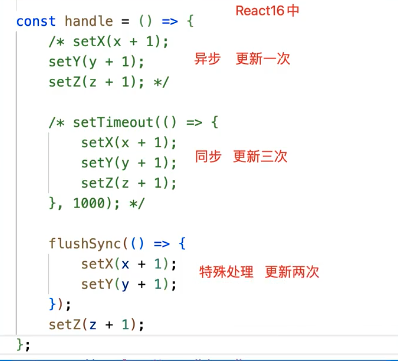 React16中
const handle = () => {
/* setX(x + 1);
setY(y + 1); 异步 更新一次
setZ(z + 1); */
/* setTimeout(() => {
setX(x + 1);
setY(y + 1); 同步 更新三次
setZ(z + 1);
}, 1000); */
flushSync(() => {
setX(x + 1);
setY(y + 1); 特殊处理 更新两次
});
setZ(z + 1);
};